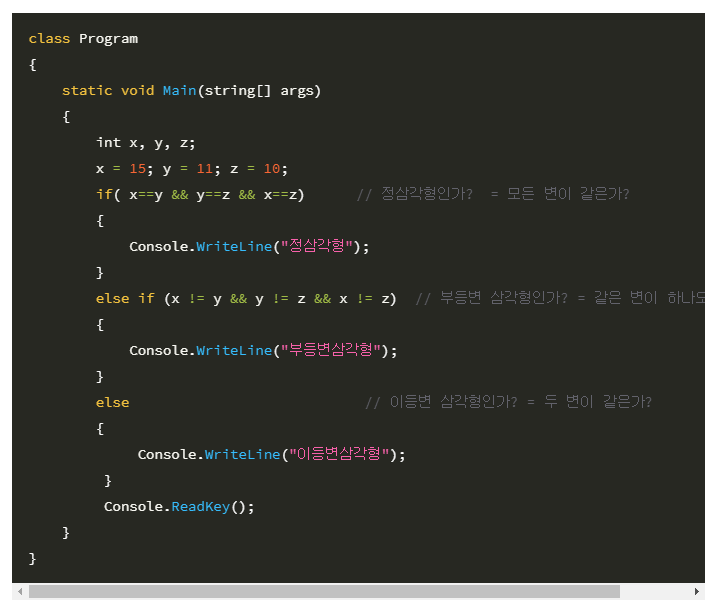 class Program
{
static void Main(string[] args)
{
int x, y, z;
x = 15; y = 11; z = 10;
if( x==y && y==z && x==z) // 정삼각형인가? = 모든 변이 같은가?
{
Console.WriteLine("정삼각형");
}
else if (x != y && y != z && x != z) // 부등변 삼각형인가? = 같은 변이 하나도
{
Console.WriteLine("부등변삼각형");
}
else // 이등변 삼각형인가? = 두 변이 같은가?
{
Console.WriteLine("이등변삼각형");
}
Console.ReadKey();
}
}